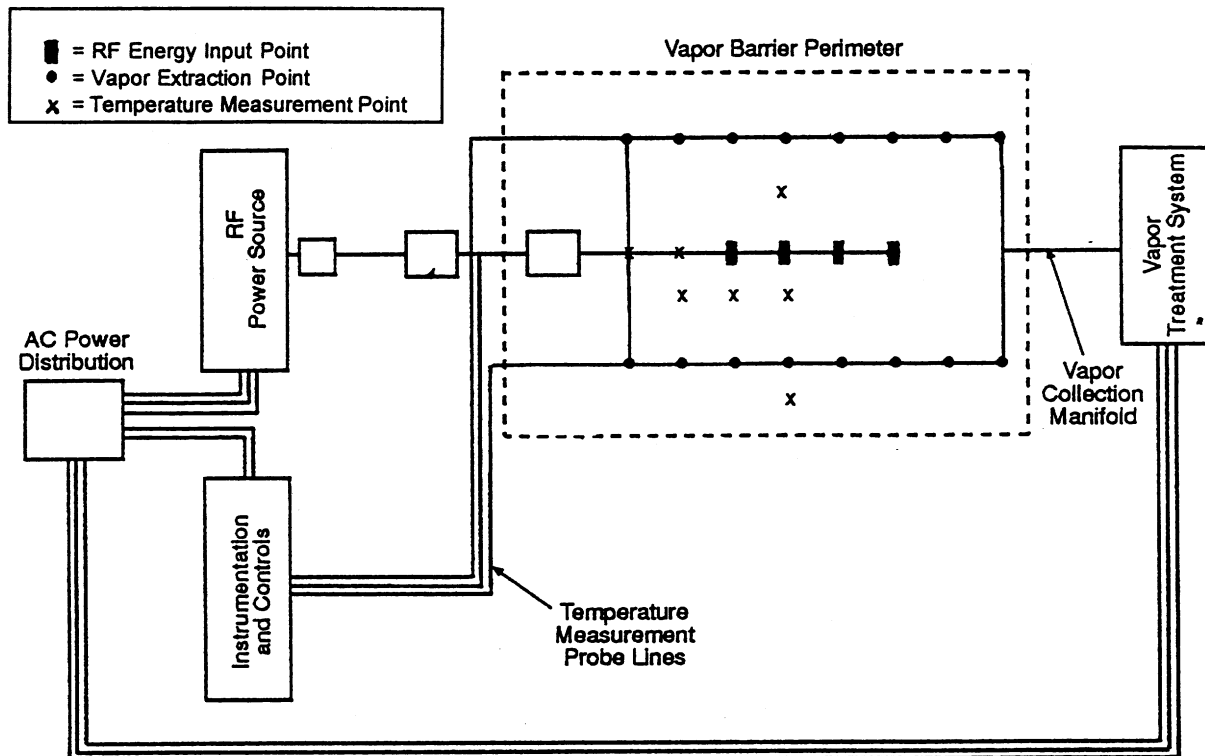 = RF Energy Input Point
= Vapor Extraction Point
x = Temperature Measurement Point
Vapor Barrier Perimeter
RF
Power Source
Vapor
Treatment System
AC Power
Distribution
Instrumentation
and Controls
Vapor
Collection
Manifold
Temperature
Measurement
Probe Lines
x
x x
x x x
x